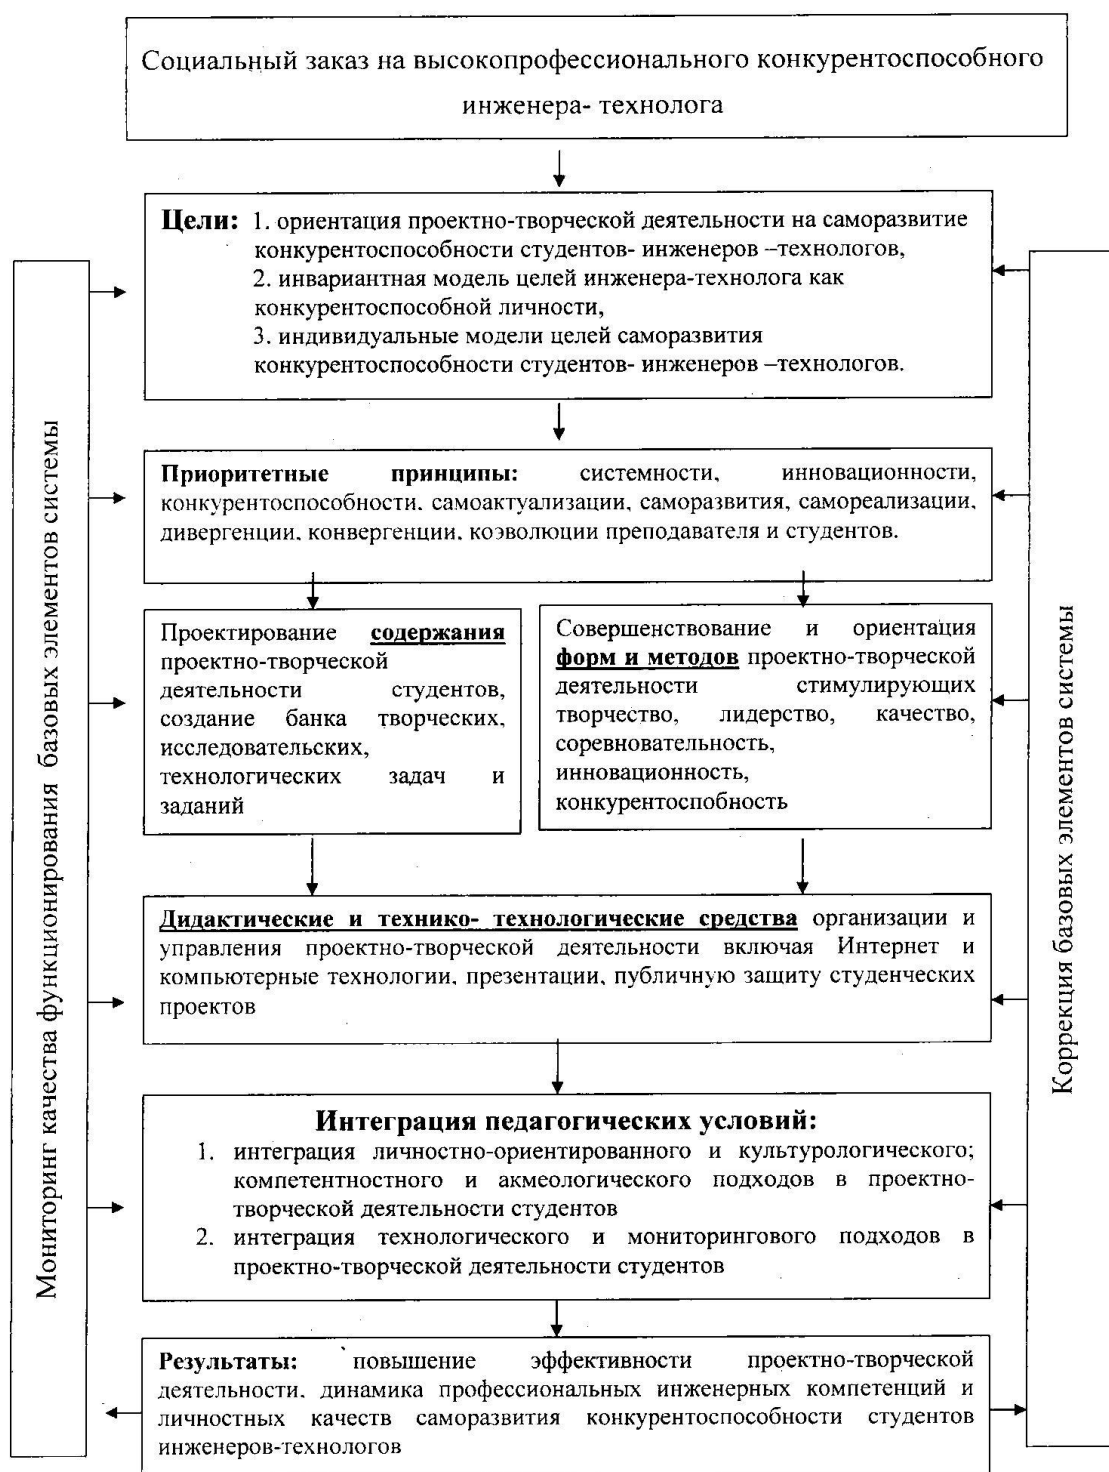 Социальный заказ на высокопрофессионального конкурентоспособного
инженера- технолога
Цели: 1. ориентация проектно-творческой деятельности на саморазвитие
конкурентоспособности студентов- инженеров –технологов,
2. инвариантная модель целей инженера-технолога как
конкурентоспособной личности,
3. индивидуальные модели целей саморазвития
конкурентоспособности студентов- инженеров –технологов.
Приоритетные принципы: системности, инновационности,
конкурентоспособности, самоактуализации, саморазвития, самореализации,
дивергенции, конвергенции, коэволюции преподавателя и студентов.
Проектирование содержания
проектно-творческой
деятельности студентов,
создание банка творческих,
исследовательских,
технологических задач и
заданий
Совершенствование и ориентация
форм и методов проектно-творческой
деятельности стимулирующих
творчество, лидерство, качество,
соревновательность,
инновационность,
конкурентоспобность
Дидактические и технико- технологические средства организации и
управления проектно-творческой деятельности включая Интернет и
компьютерные технологии, презентации, публичную защиту студенческих
проектов
Интеграция педагогических условий:
1. интеграция личностно-ориентированного и культурологического;
компетентностного и акмеологического подходов в проектно-
творческой деятельности студентов
2. интеграция технологического и мониторингового подходов в
проектно-творческой деятельности студентов
Результаты: повышение эффективности проектно-творческой
деятельности, динамика профессиональных инженерных компетенций и
личностных качеств саморазвития конкурентоспособности студентов
инженеров-технологов
Мониторинг качества функционирования базовых элементов системы
Коррекция базовых элементов системы